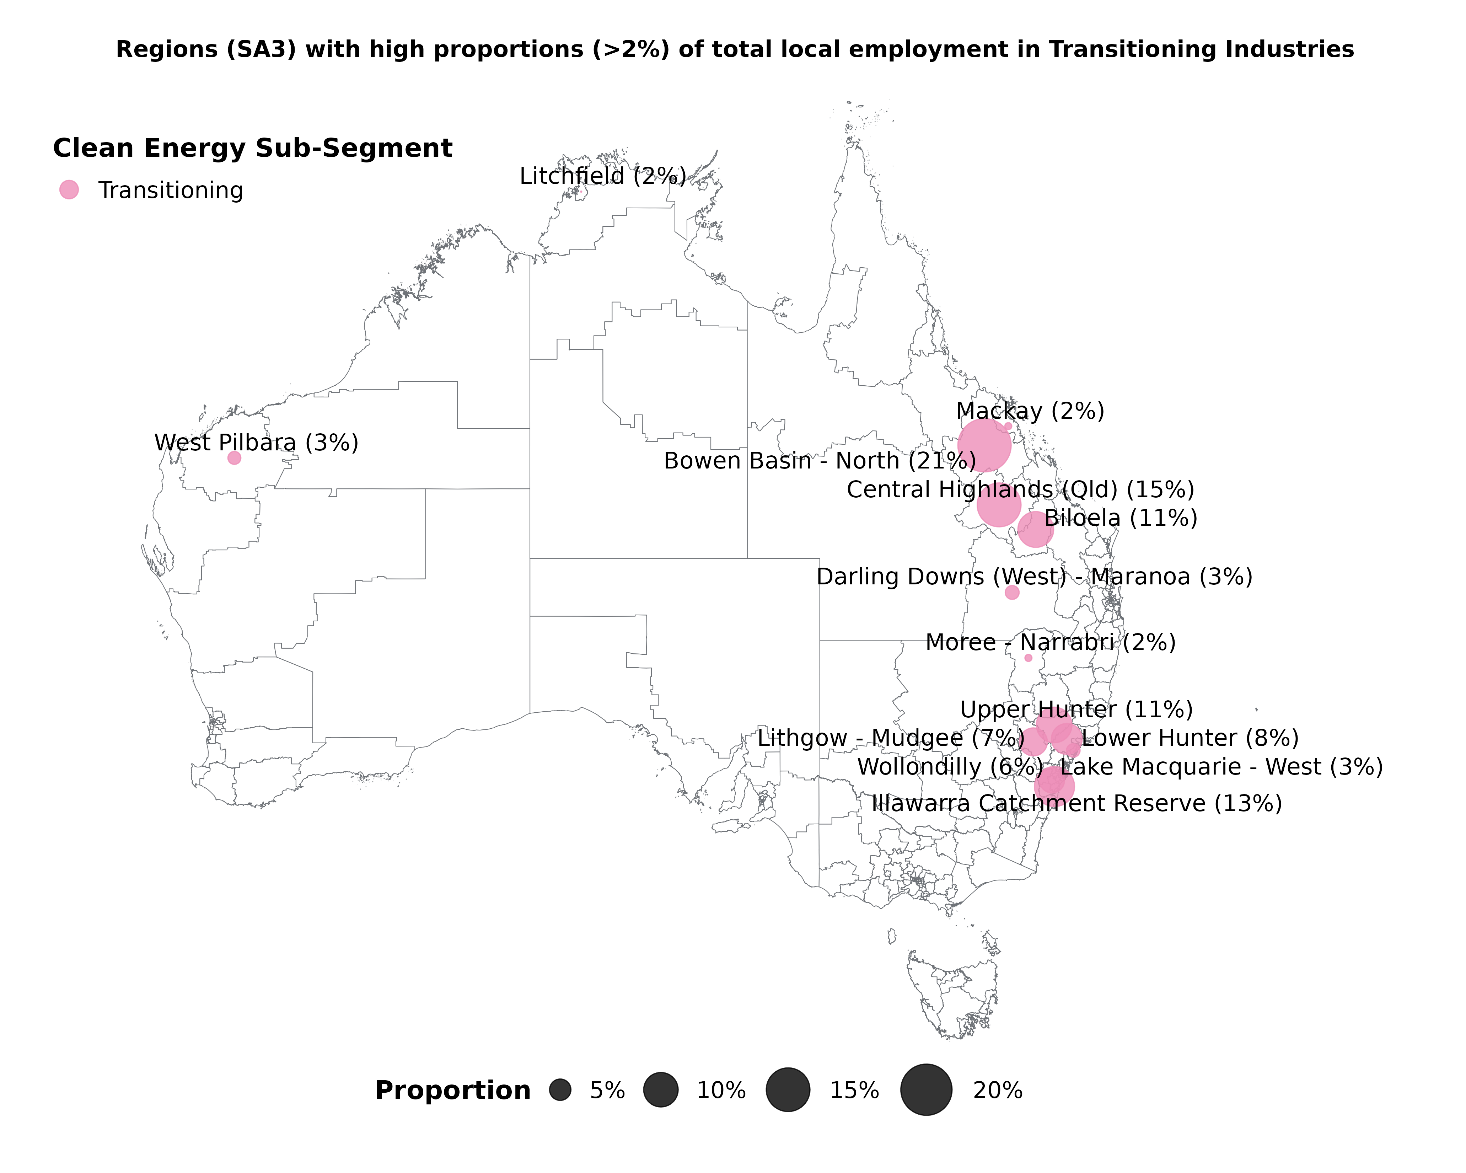 Regions (SA3) with high proportions (>2%) of total local employment in Transitioning Industries
Clean Energy Sub-Segment
Transitioning
Litchfield (2%)
Mackay (2%)
West Pilbara (3%)
Bowen Basin - North (21%)
Central Highlands (Qld) (15%)
Biloela (11%)
Darling Downs (West) - Maranoa (3%)
Moree - Narrabri (2%)
Upper Hunter (11%)
Lithgow - Mudgee (7%)
Lower Hunter (8%)
Wollondilly (6%)
Lake Macquarie - West (3%)
Illawarra Catchment Reserve (13%)
Proportion 5% 10% 15% 20%